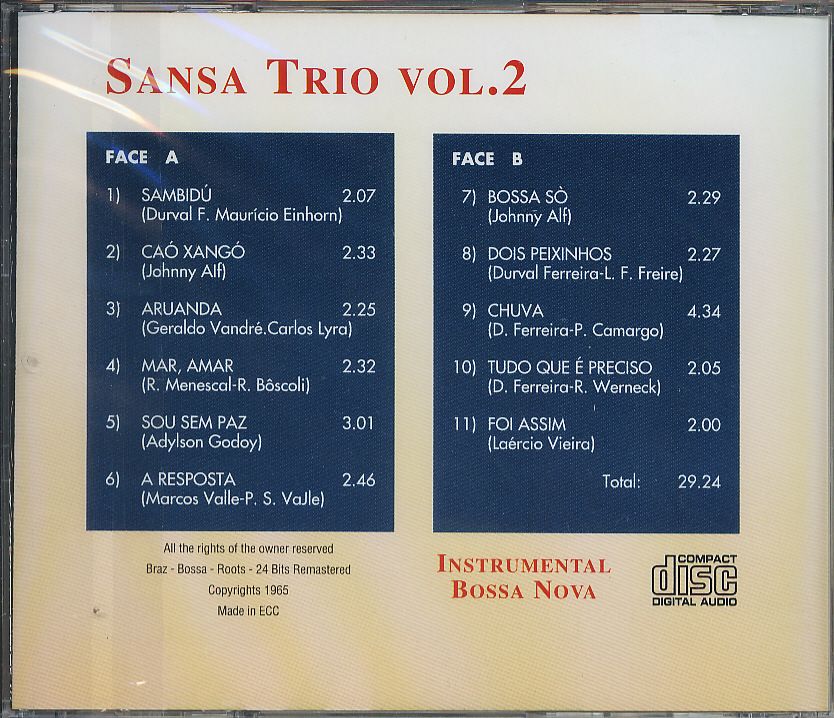 SANSA TRIO VOL.2
FACE A
1) SAMBIDÚ 2.07
(Durval F. Maurício Einhorn)
2) CAÓ XANGÓ 2.33
(Johnny Alf)
3) ARUANDA 2.25
(Geraldo Vandré.Carlos Lyra)
4) MAR, AMAR 2.32
(R. Menescal-R. Bôscoli)
5) SOU SEM PAZ 3.01
(Adylson Godoy)
6) A RESPOSTA 2.46
(Marcos Valle-P. S. VaJle)
FACE B
7) BOSSA SÒ 2.29
(Johnny Alf)
8) DOIS PEIXINHOS 2.27
(Durval Ferreira-L. F. Freire)
9) CHUVA 4.34
(D. Ferreira-P. Camargo)
10) TUDO QUE É PRECISO 2.05
(D. Ferreira-R. Werneck)
11) FOI ASSIM 2.00
(Laércio Vieira)
Total: 29.24
All the rights of the owner reserved
Braz - Bossa - Roots - 24 Bits Remastered
Copyrights 1965
Made in ECC
INSTRUMENTAL
BOSSA NOVA
COMPACT
disc
DIGITAL AUDIO